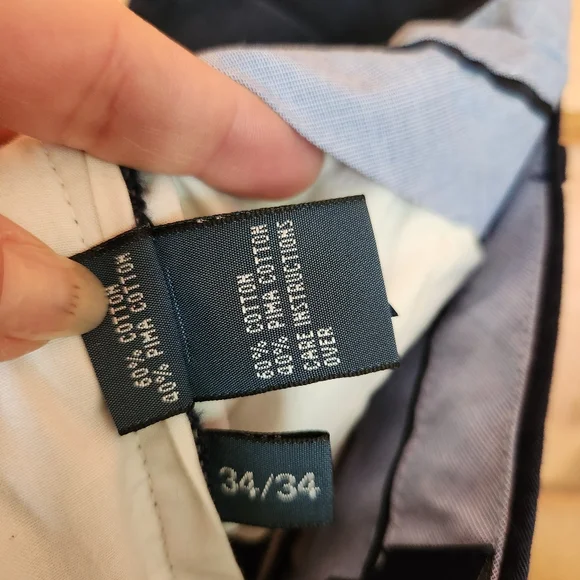 60% COTTON
40% PIMA COTTON
60% COTTON
40% PIMA COTTON
CARE INSTRUCTIONS
OVER
34/34